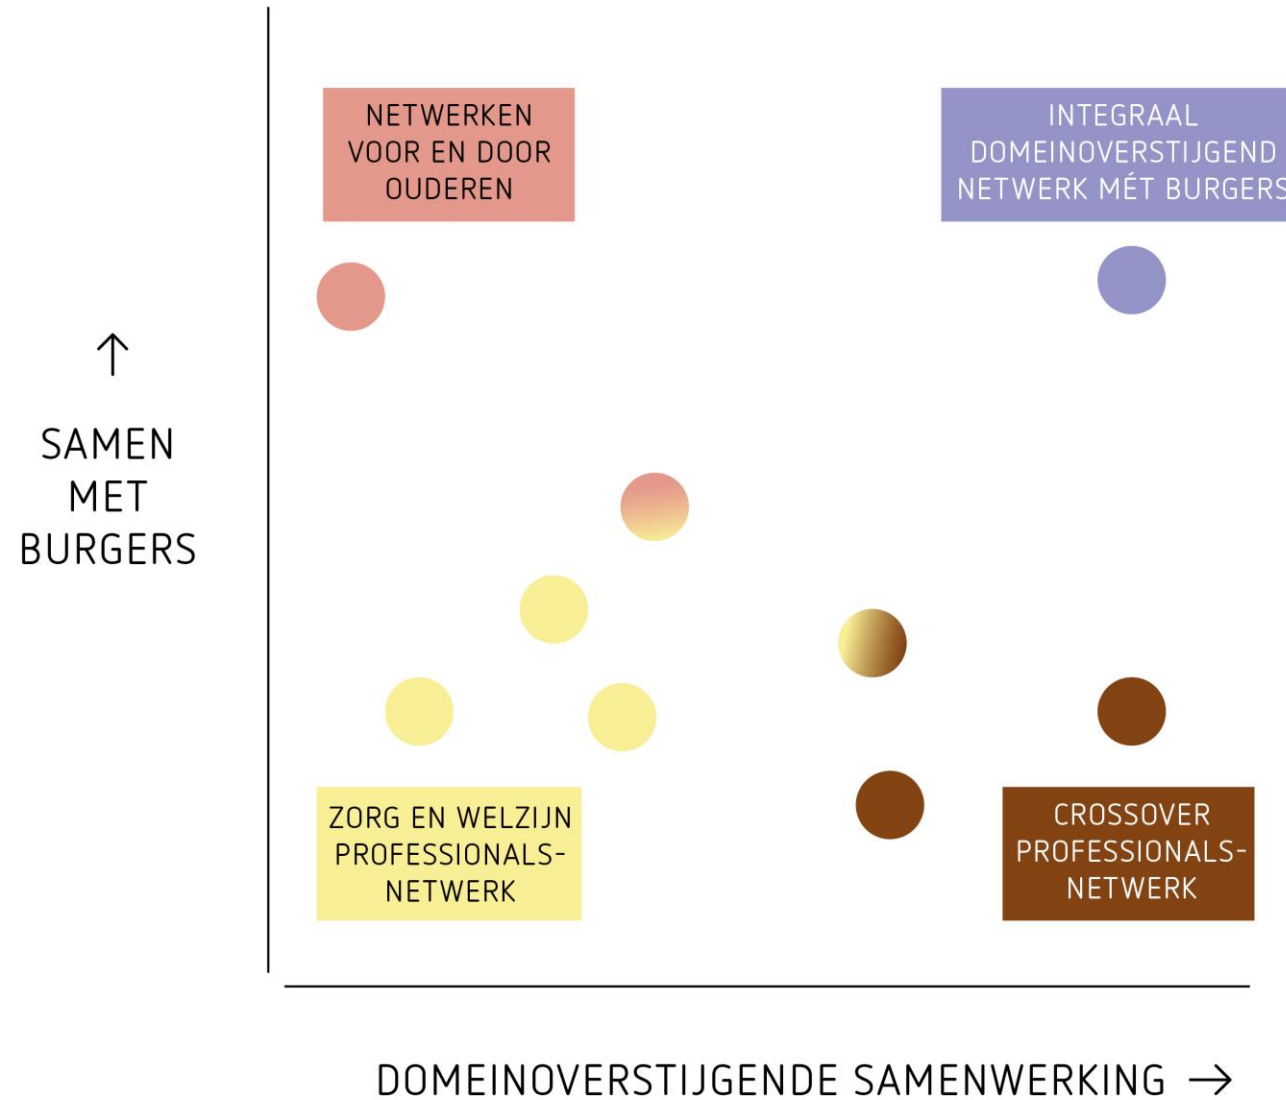 NETWERKEN
VOOR EN DOOR
OUDEREN
INTEGRAAL
DOMEINOVERSTIJGEND
NETWERK MÉT BURGERS
↑
SAMEN
MET
BURGERS
ZORG EN WELZIJN
PROFESSIONALS-
NETWERK
CROSSOVER
PROFESSIONALS-
NETWERK
DOMEINOVERSTIJGENDE SAMENWERKING →